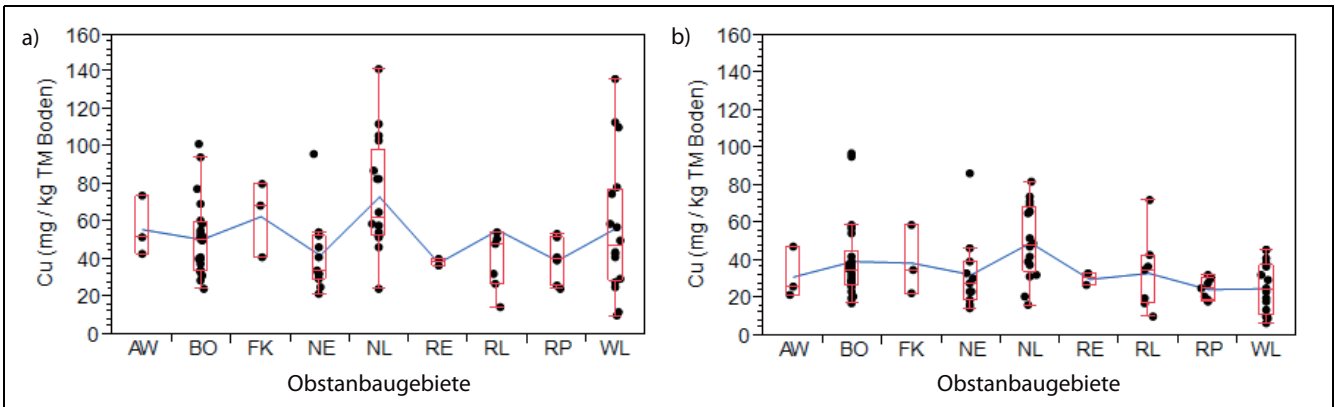 a)
Cu (mg / kg TM Boden)
160
140
120
100
80
60
40
20
0
AW BO FK NE NL RE RL RP WL
Obstanbaugebiete
b)
Cu (mg / kg TM Boden)
160
140
120
100
80
60
40
20
0
AW BO FK NE NL RE RL RP WL
Obstanbaugebiete